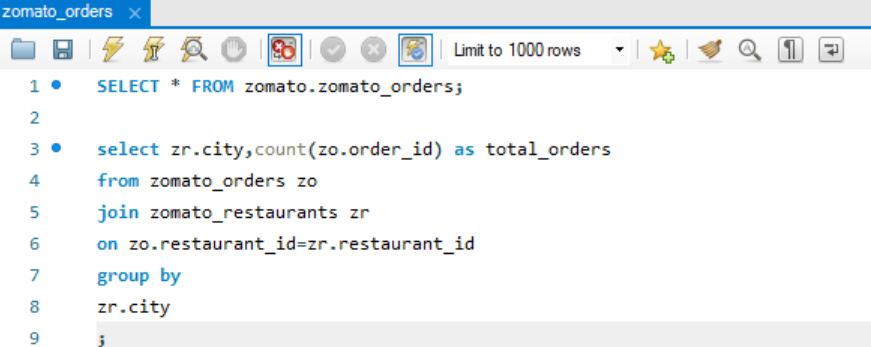 zomato_orders
Limit to 1000 rows
1 SELECT * FROM zomato.zomato_orders;
2
3 select zr.city,count(zo.order_id) as total_orders
4 from zomato_orders zo
5 join zomato_restaurants zr
6 on zo.restaurant_id=zr.restaurant_id
7 group by
8 zr.city
9 ;